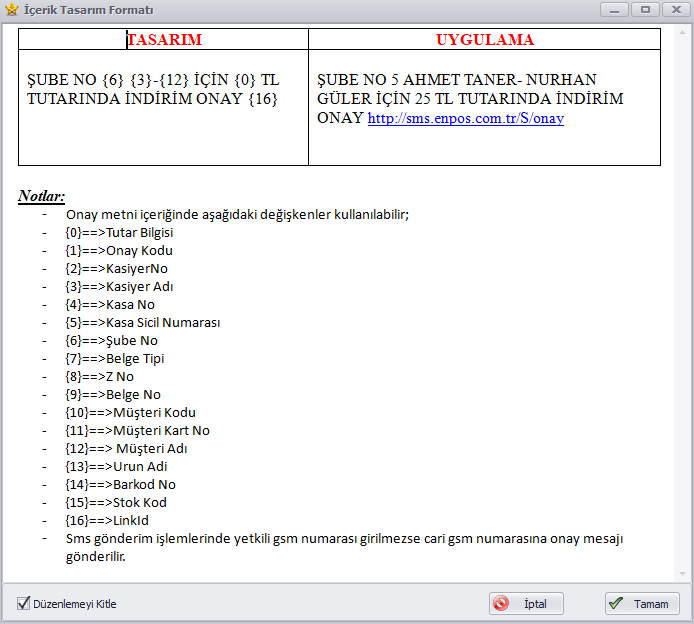 İçerik Tasarım Formatı
TASARIM
UYGULAMA
ŞUBE NO {6} {3}-{12} İÇİN {0} TL
TUTARINDA İNDİRİM ONAY {16}
ŞUBE NO 5 AHMET TANER- NURHAN
GÜLER İÇİN 25 TL TUTARINDA İNDİRİM
ONAY http://sms.enpos.com.tr/S/onay
Notlar:
- Onay metni içeriğinde aşağıdaki değişkenler kullanılabilir;
- {0}==>Tutar Bilgisi
- {1}==>Onay Kodu
- {2}==>KasiyerNo
- {3}==>Kasiyer Adı
- {4}==>Kasa No
- {5}==>Kasa Sicil Numarası
- {6}==>Şube No
- {7}==>Belge Tipi
- {8}==>Z No
- {9}==>Belge No
- {10}==>Müşteri Kodu
- {11}==>Müşteri Kart No
- {12}==> Müşteri Adı
- {13}==>Urun Adi
- {14}==>Barkod No
- {15}==>Stok Kod
- {16}==>LinkId
- Sms gönderim işlemlerinde yetkili gsm numarası girilmezse cari gsm numarasına onay mesajı
gönderilir.
Düzenlemeyi Kitle
İptal
Tamam